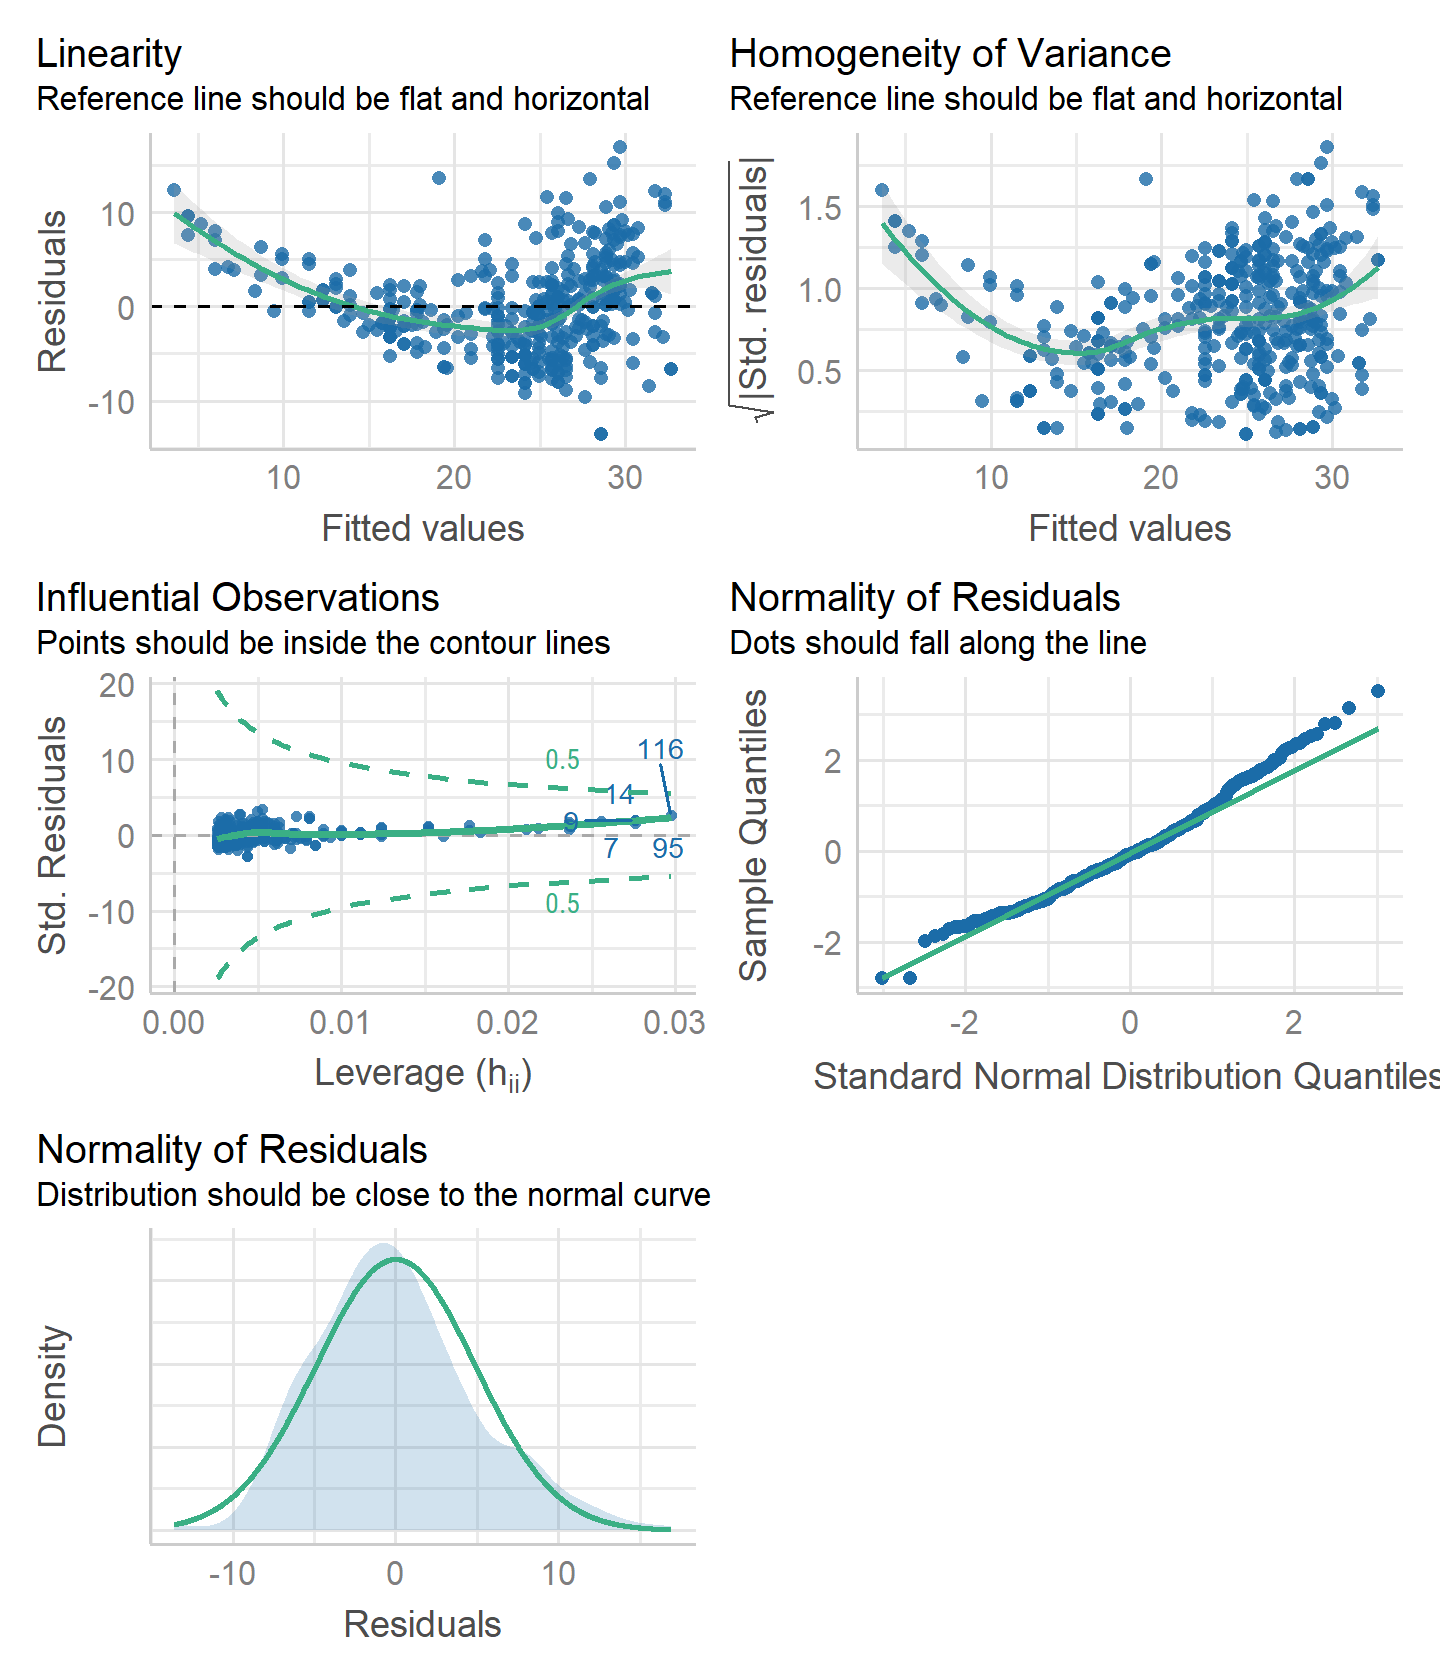 Linearity
Reference line should be flat and horizontal
Residuals
10
0
-10
10
20
30
Fitted values
Homogeneity of Variance
Reference line should be flat and horizontal
√|Std. residuals|
1.5
1.0
0.5
10
20
30
Fitted values
Influential Observations
Points should be inside the contour lines
Std. Residuals
20
10
0
-10
-20
0.5
116
14
9
7
95
0.5
0.00
0.01
0.02
0.03
Leverage (hii)
Normality of Residuals
Dots should fall along the line
Sample Quantiles
2
0
-2
-2
0
2
Standard Normal Distribution Quantiles
Normality of Residuals
Distribution should be close to the normal curve
Density
-10
0
10
Residuals